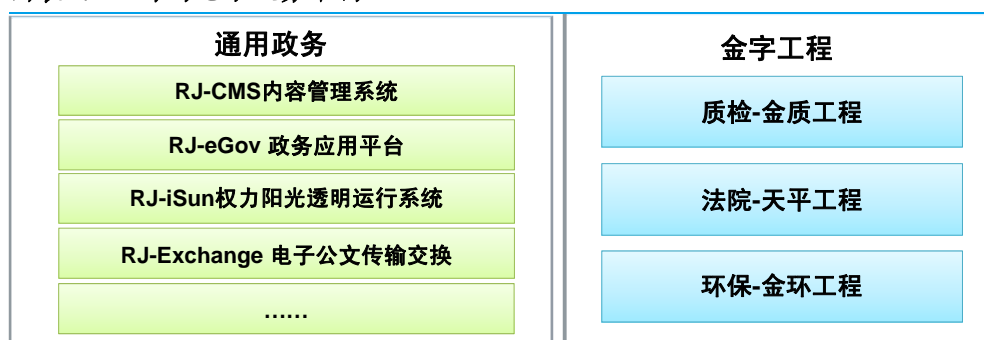 通用政务
RJ-CMS内容管理系统
RJ-eGov 政务应用平台
RJ-iSun权力阳光透明运行系统
RJ-Exchange 电子公文传输交换
……
金字工程
质检-金质工程
法院-天平工程
环保-金环工程